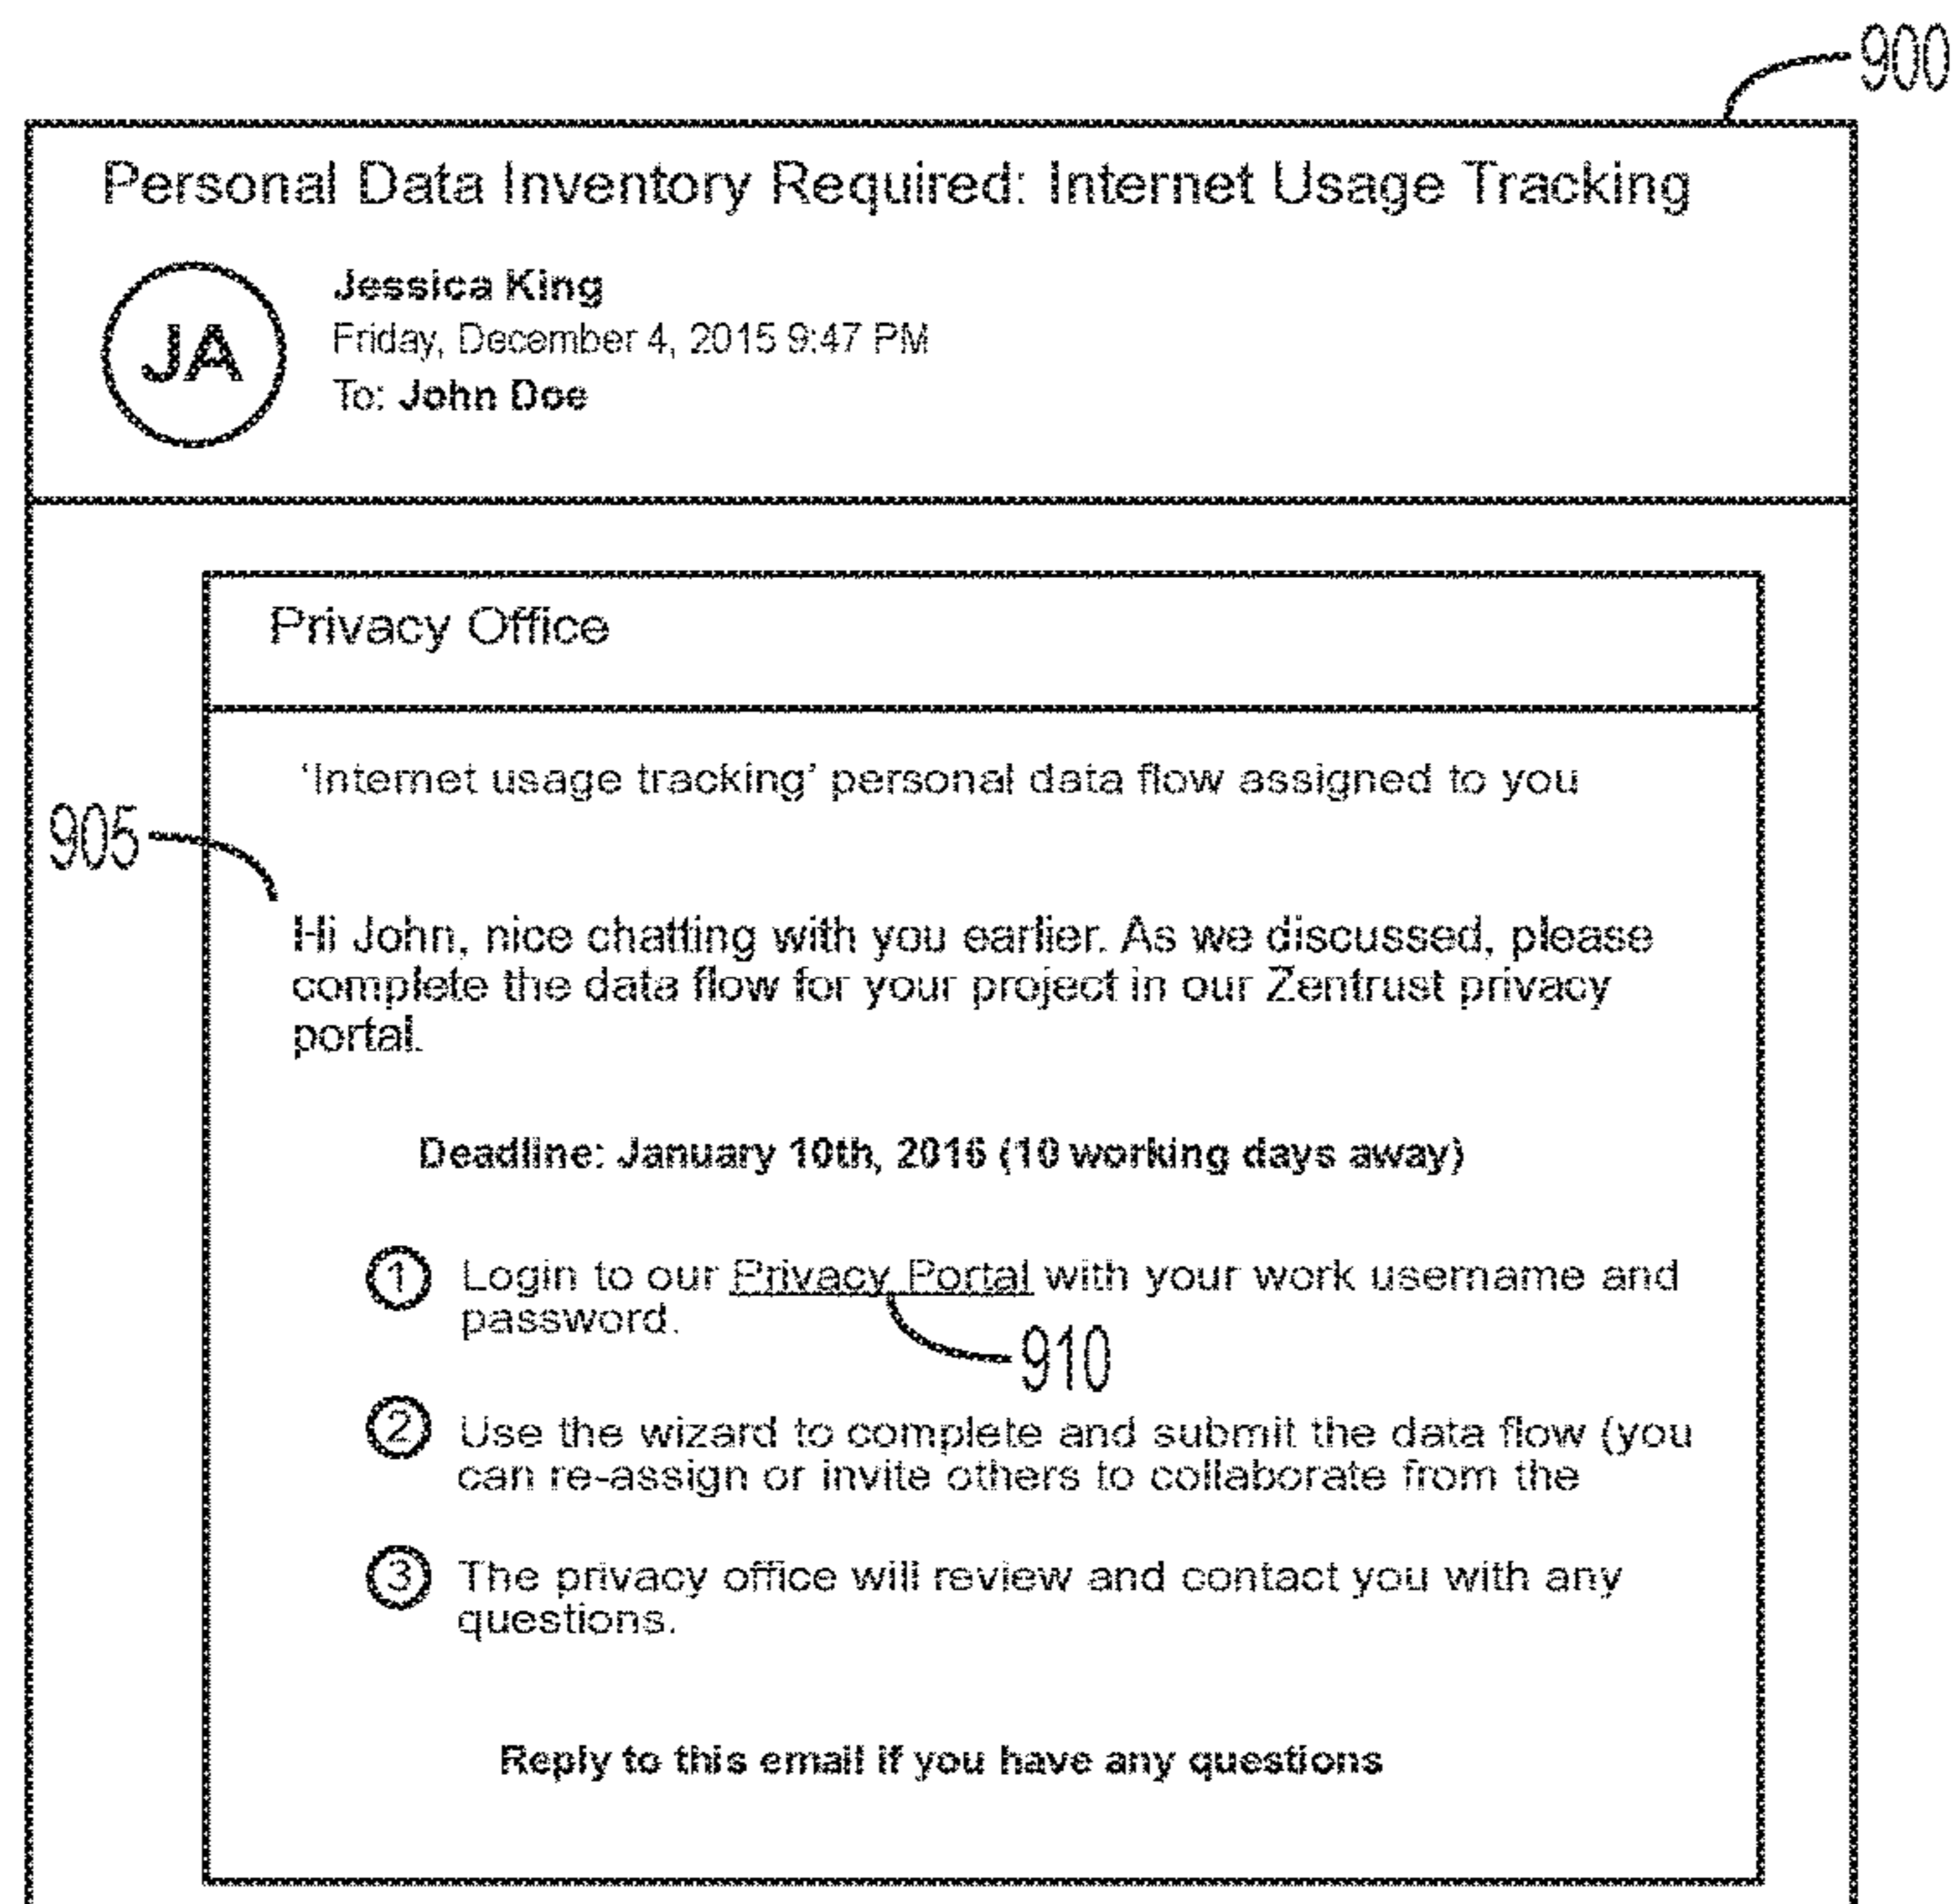 900
Personal Data Inventory Required: Internet Usage Tracking
JA
Jessica King
Friday, December 4, 2015 9:47 PM
To: John Doe
Privacy Office
‘Internet usage tracking’ personal data flow assigned to you
905
Hi John, nice chatting with you earlier. As we discussed, please
complete the data flow for your project in our Zentrust privacy
portal.
Deadline: January 10th, 2016 (10 working days away)
1 Login to our Privacy Portal with your work username and
password.
910
2 Use the wizard to complete and submit the data flow (you
can re-assign or invite others to collaborate from the
3 The privacy office will review and contact you with any
questions.
Reply to this email if you have any questions